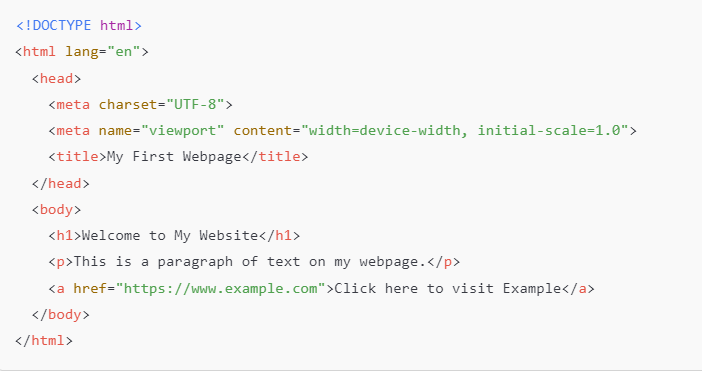 <!DOCTYPE html>
<html lang="en">
  <head>
    <meta charset="UTF-8">
    <meta name="viewport" content="width=device-width, initial-scale=1.0">
    <title>My First Webpage</title>
  </head>
  <body>
    <h1>Welcome to My Website</h1>
    <p>This is a paragraph of text on my webpage.</p>
    <a href="https://www.example.com">Click here to visit Example</a>
  </body>
</html>